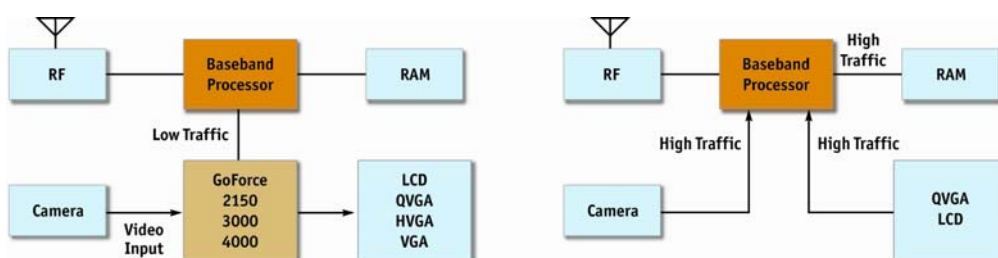 RF
Baseband
Processor
RAM
Low Traffic
Camera
Video
Input
GoForce
2150
3000
4000
LCD
QVGA
HVGA
VGA
RF
Baseband
Processor
High
Traffic
RAM
High Traffic
High Traffic
Camera
QVGA
LCD